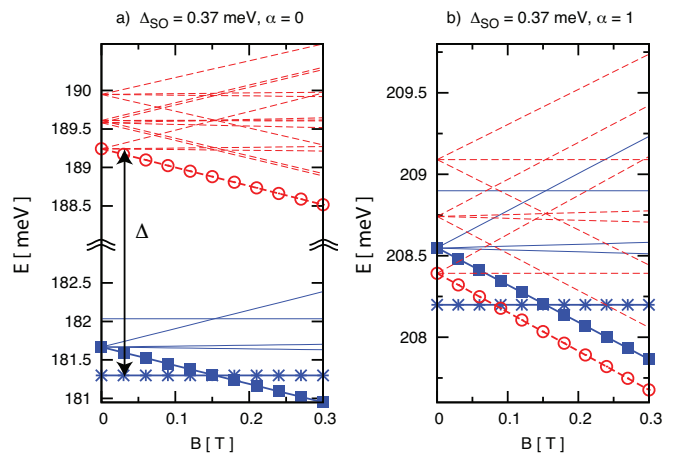 a) Δ_SO = 0.37 meV, α = 0
b) Δ_SO = 0.37 meV, α = 1
E [ meV ]
190
189.5
189
188.5
182.5
182
181.5
181
Δ
0
0.1
0.2
0.3
B [ T ]
E [ meV ]
209.5
209
208.5
208
0
0.1
0.2
0.3
B [ T ]